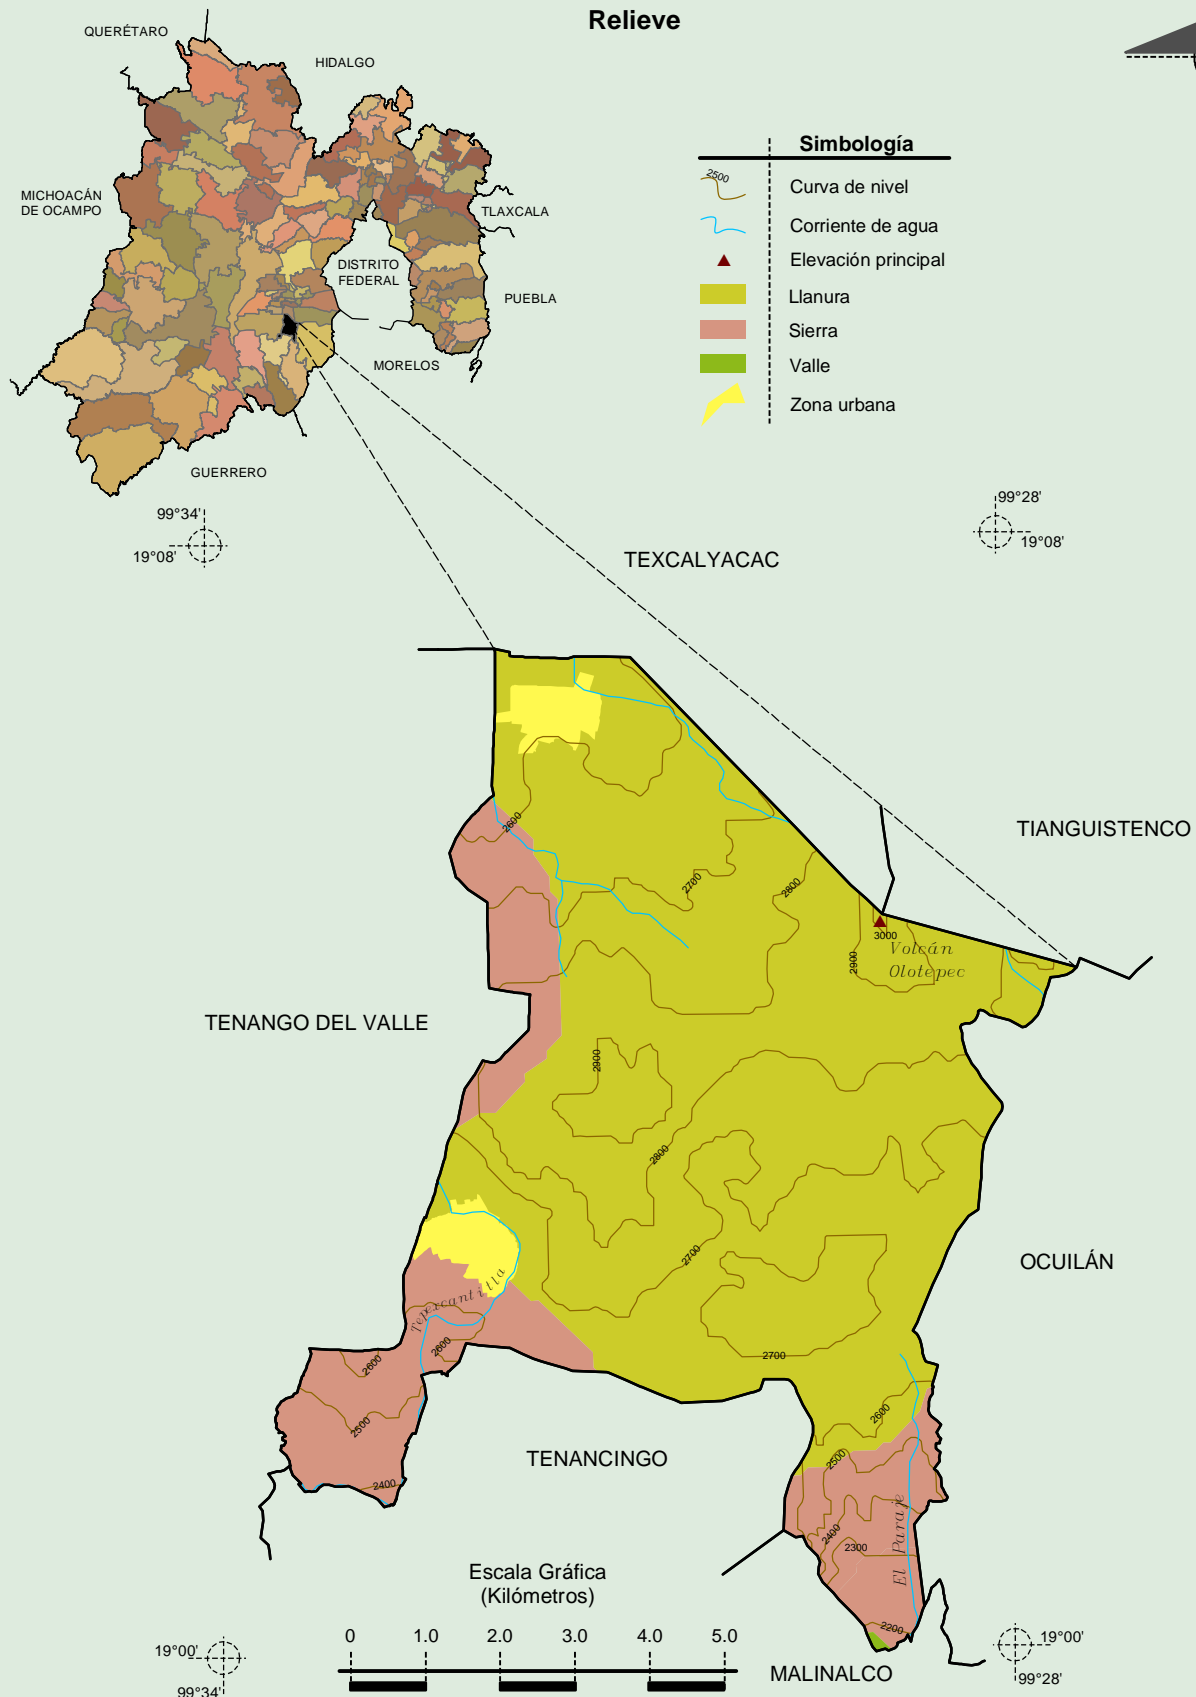 Relieve
QUERÉTARO
HIDALGO
MICHOACÁN
DE OCAMPO
TLAXCALA
DISTRITO
FEDERAL
PUEBLA
MORELOS
GUERRERO
Simbología
2500
Curva de nivel
Corriente de agua
Elevación principal
Llanura
Sierra
Valle
Zona urbana
99°34'
19°08'
99°28'
19°08'
TEXCALYACAC
TIANGUISTENCO
2600
2700
2800
3000
2900
Volcán
Olotepec
TENANGO DEL VALLE
2900
2800
2700
OCUILÁN
Tepercantilla
2600
2600
2700
2500
2600
2500
TENANCINGO
2400
2400
2300
El Paraje
2200
Escala Gráfica
(Kilómetros)
0 1.0 2.0 3.0 4.0 5.0
19°00'
99°34'
19°00'
99°28'
MALINALCO